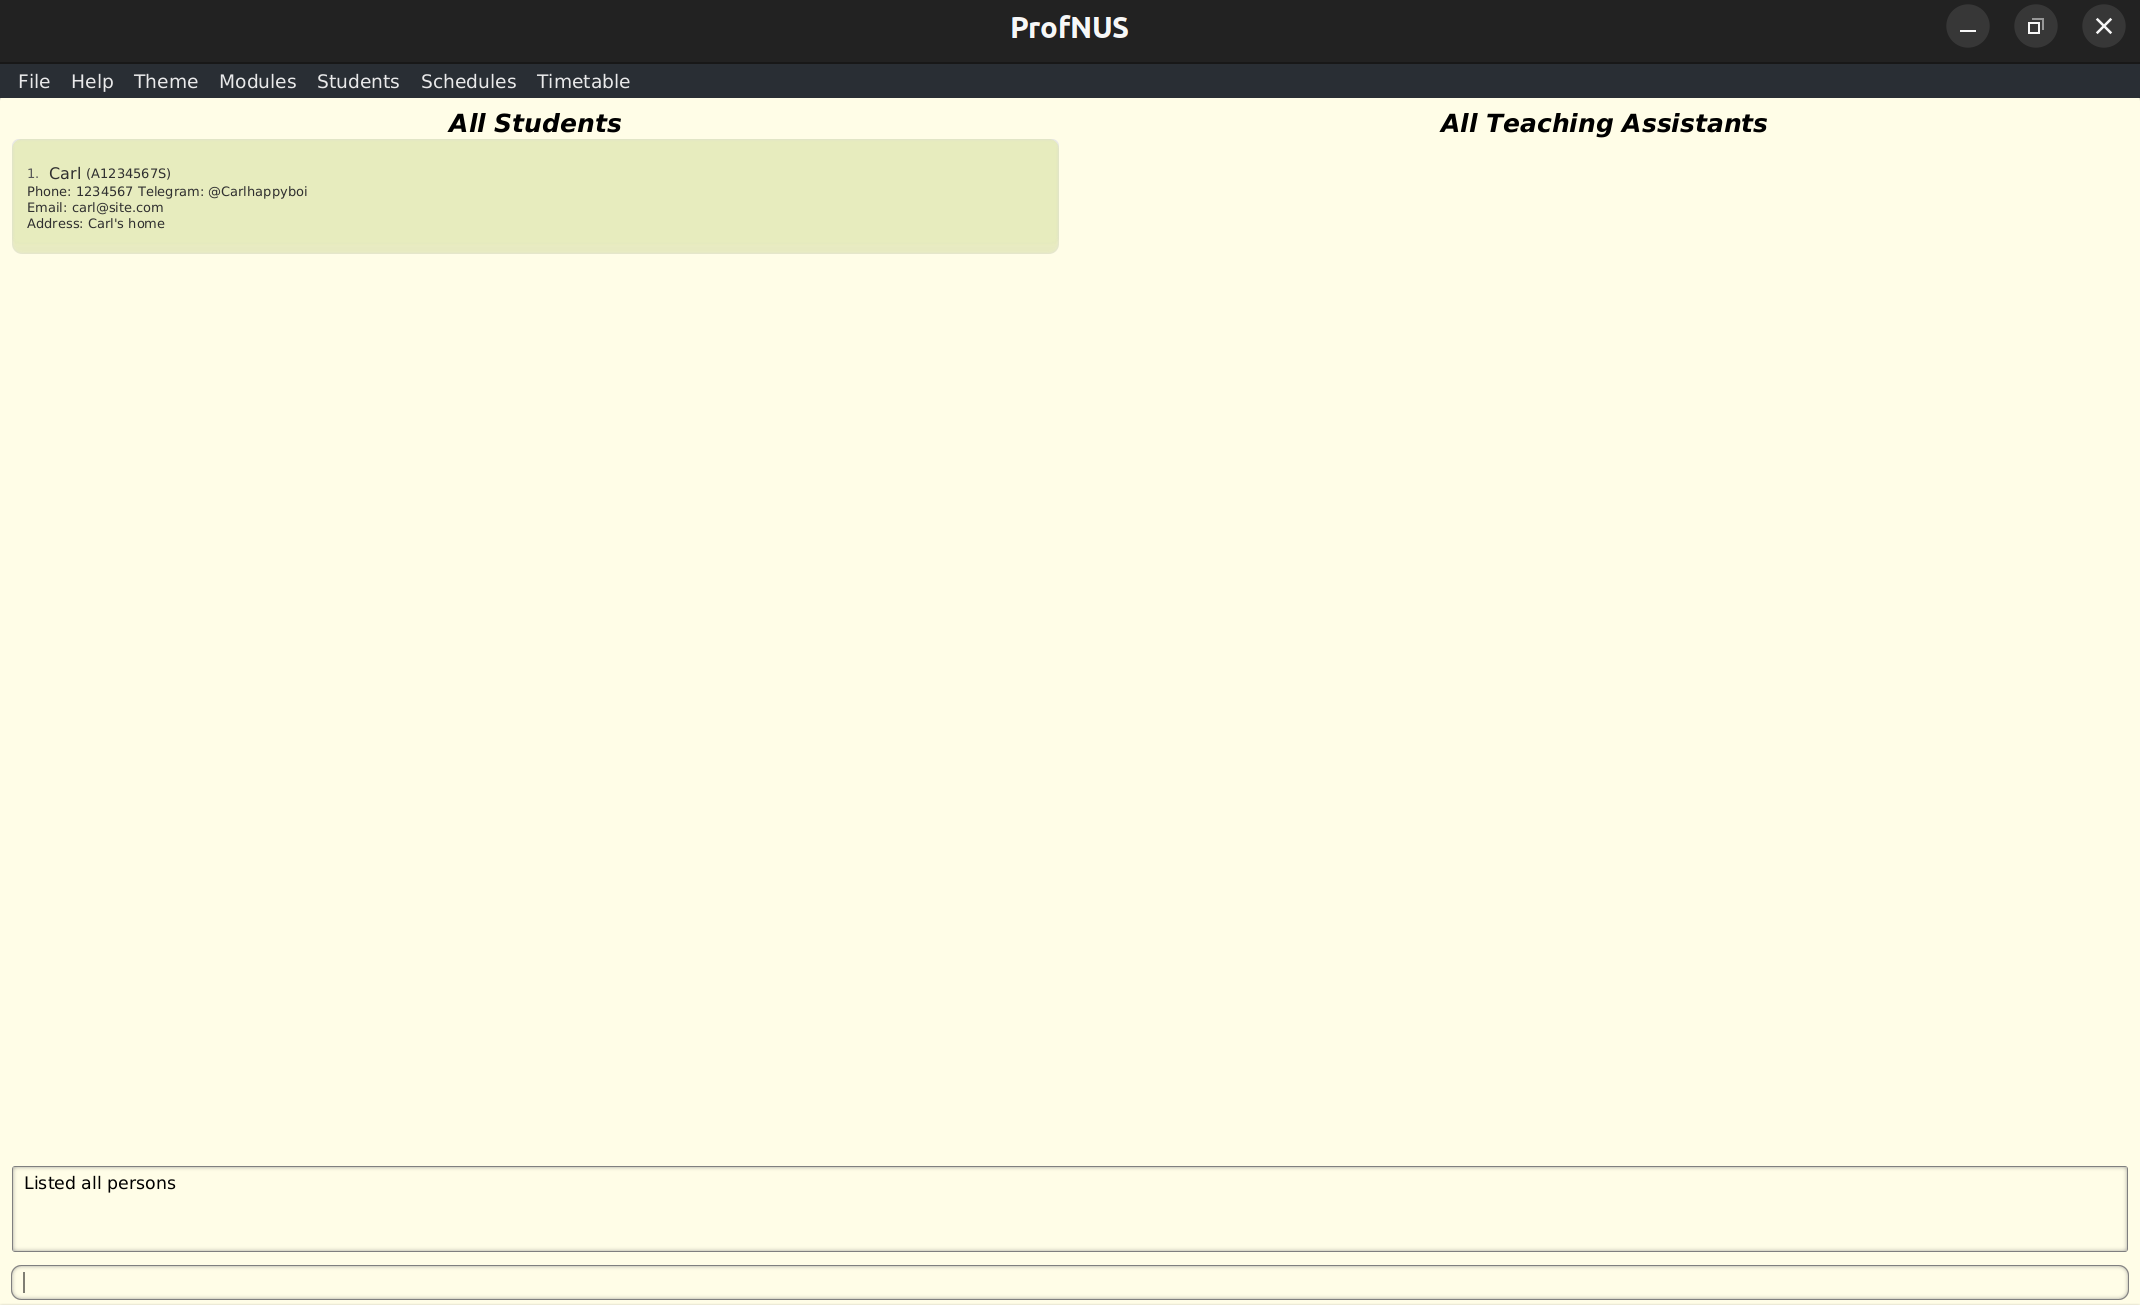 ProfNUS
File Help Theme Modules Students Schedules Timetable
All Students
All Teaching Assistants
1. Carl (A1234567S)
Phone: 1234567 Telegram: @Carlhappyboi
Email: carl@site.com
Address: Carl's home
Listed all persons